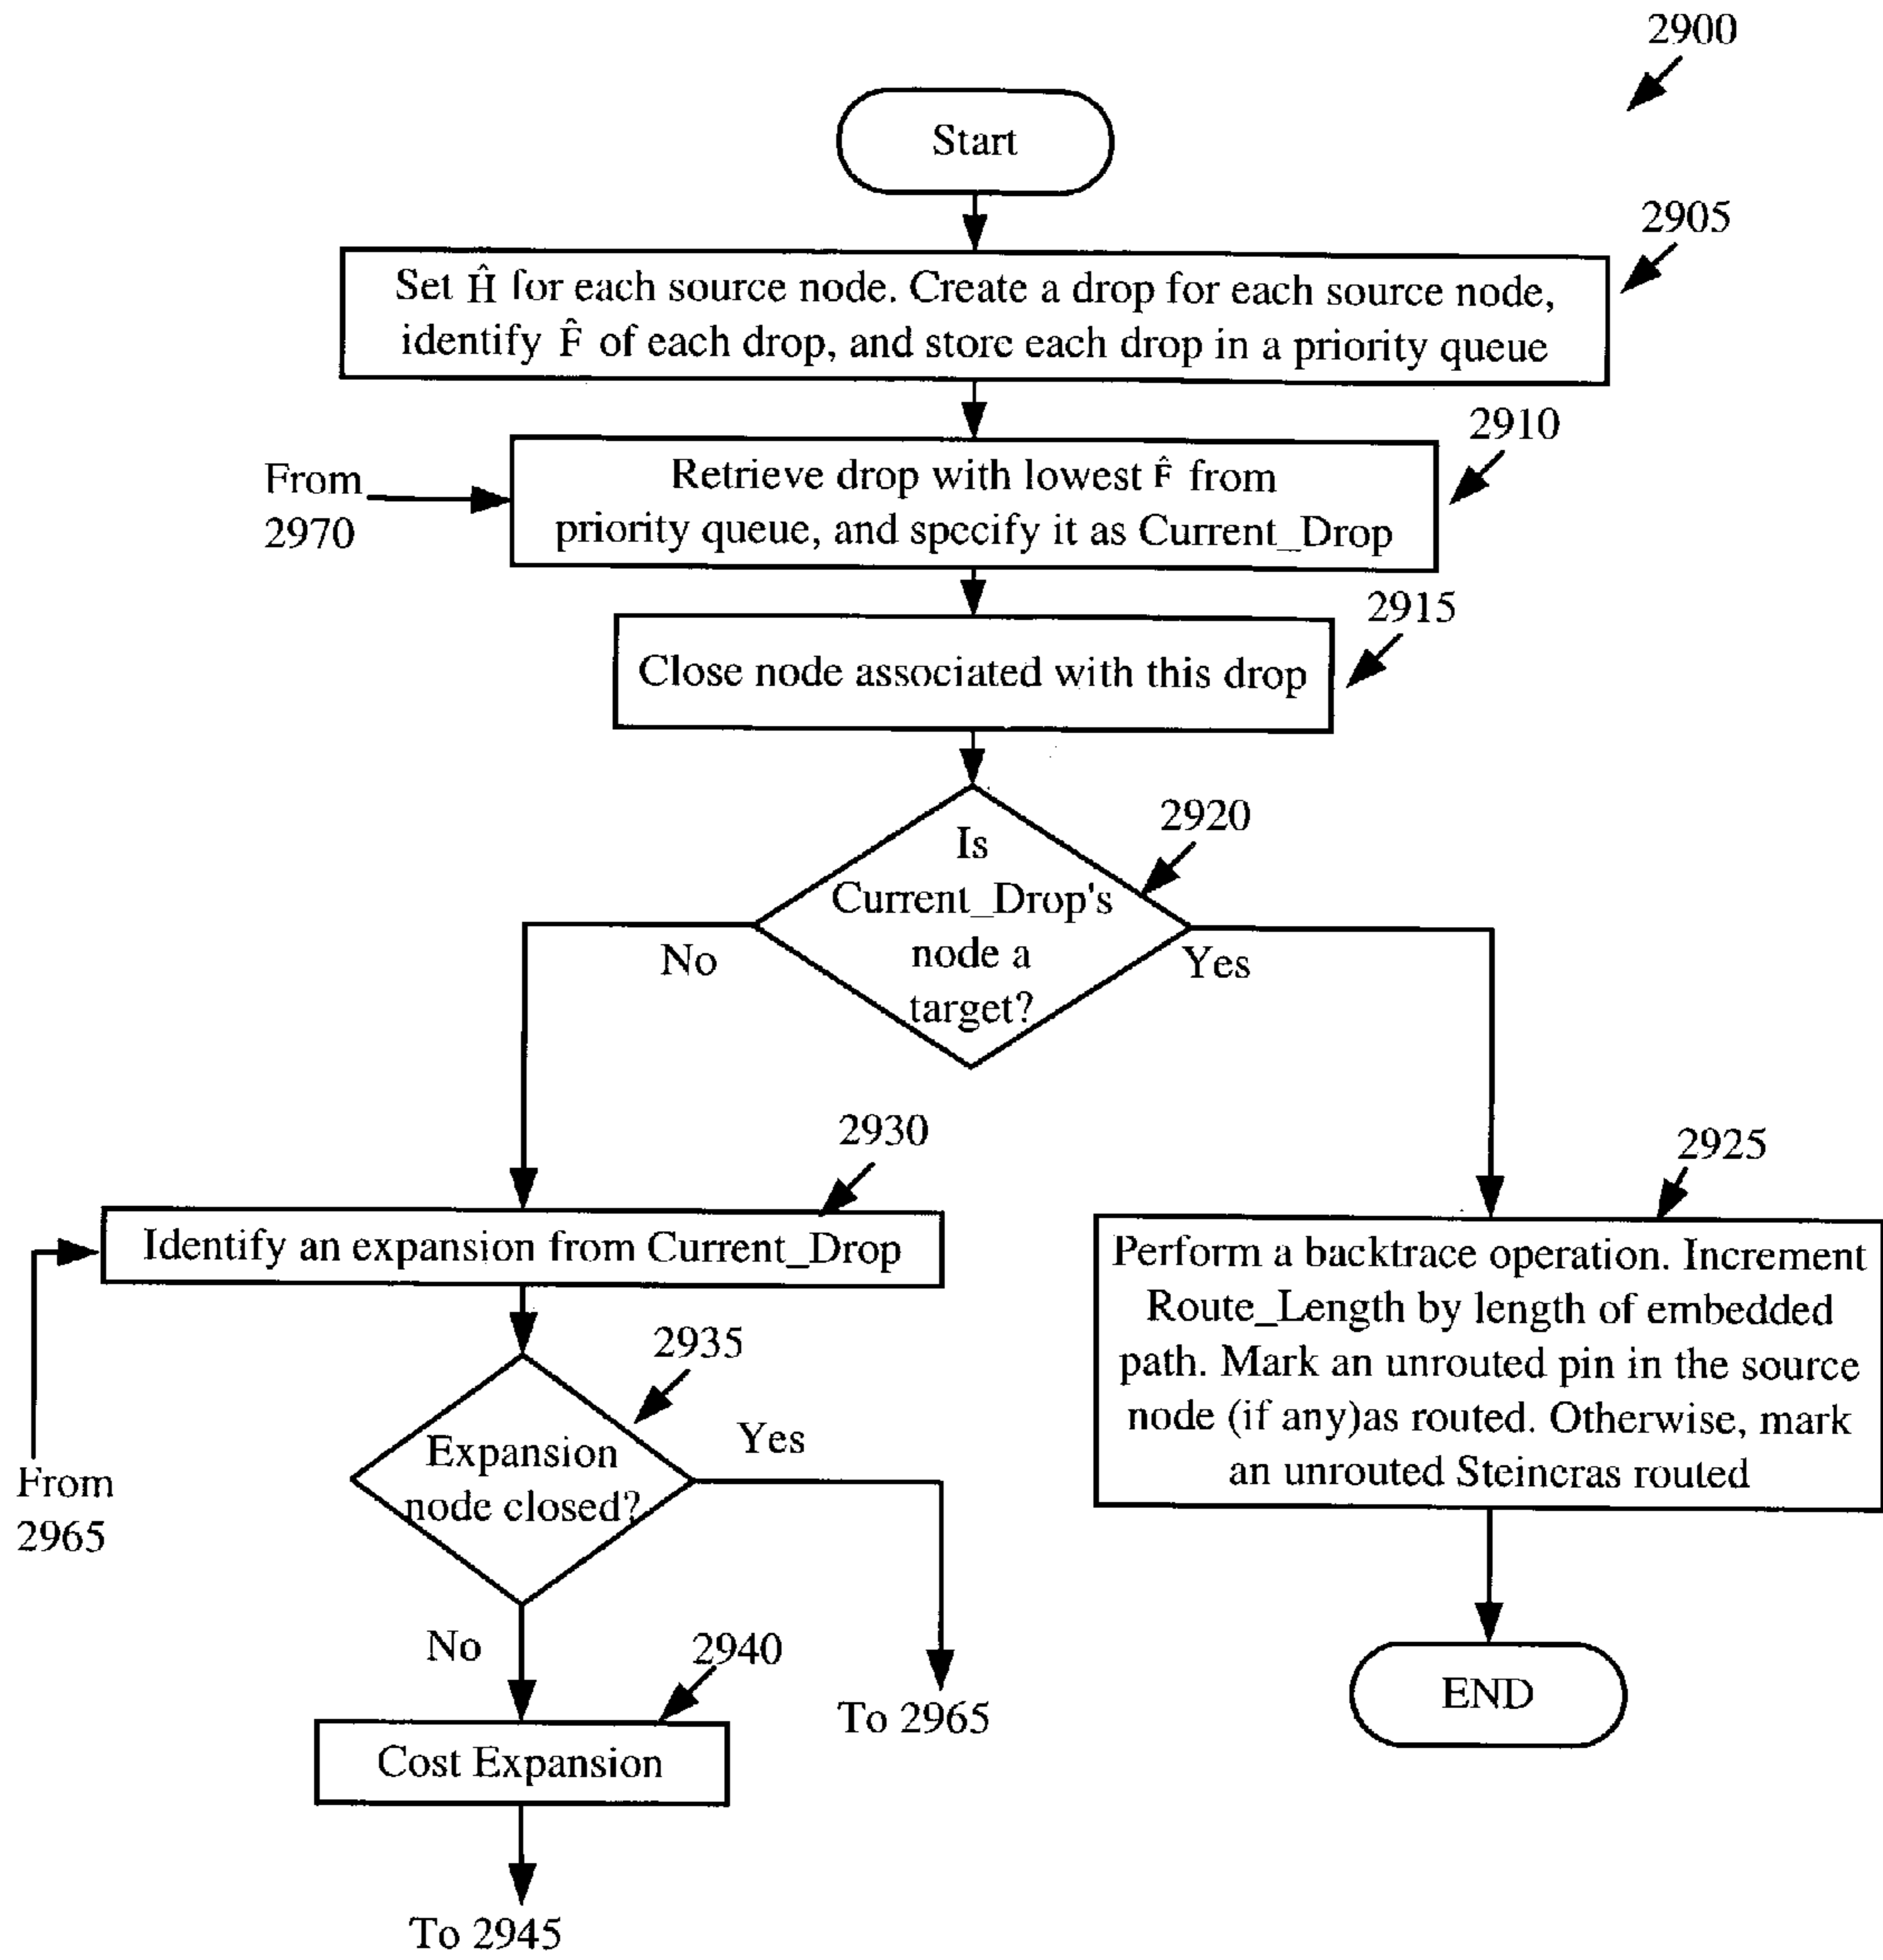 2900
Start
2905
Set Ĥ for each source node. Create a drop for each source node,
identify F̂ of each drop, and store each drop in a priority queue
2910
From
2970
Retrieve drop with lowest F̂ from
priority queue, and specify it as Current_Drop
2915
Close node associated with this drop
2920
Is
Current_Drop's
node a
target?
No
Yes
2930
2925
Identify an expansion from Current_Drop
Perform a backtrace operation. Increment
Route_Length by length of embedded
path. Mark an unrouted pin in the source
node (if any)as routed. Otherwise, mark
an unrouted Steineras routed
2935
Expansion
node closed?
Yes
From
2965
No
2940
To 2965
END
Cost Expansion
To 2945